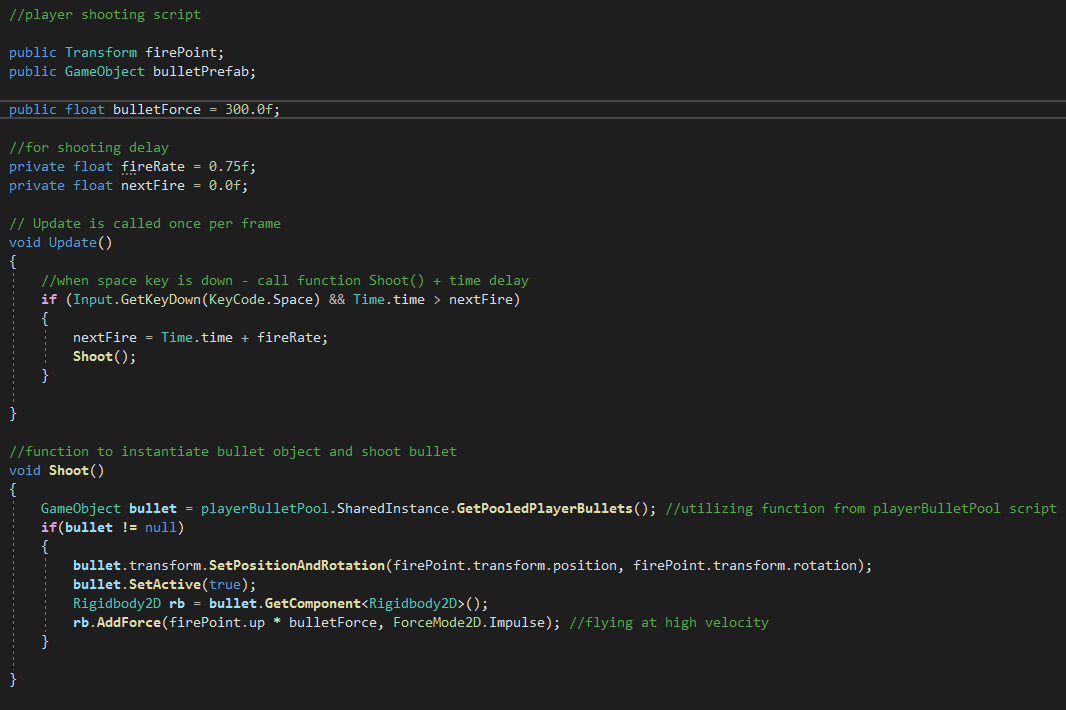 //player shooting script
public Transform firePoint;
public GameObject bulletPrefab;
public float bulletForce = 300.0f;
//for shooting delay
private float fireRate = 0.75f;
private float nextFire = 0.0f;
// Update is called once per frame
void Update()
{
//when space key is down - call function Shoot() + time delay
if (Input.GetKeyDown(KeyCode.Space) && Time.time > nextFire)
{
nextFire = Time.time + fireRate;
Shoot();
}
}
//function to instantiate bullet object and shoot bullet
void Shoot()
{
GameObject bullet = playerBulletPool.SharedInstance.GetPooledPlayerBullets(); //utilizing function from playerBulletPool script
if(bullet != null)
{
bullet.transform.SetPositionAndRotation(firePoint.transform.position, firePoint.transform.rotation);
bullet.SetActive(true);
Rigidbody2D rb = bullet.GetComponent<Rigidbody2D>();
rb.AddForce(firePoint.up * bulletForce, ForceMode2D.Impulse); //flying at high velocity
}
}